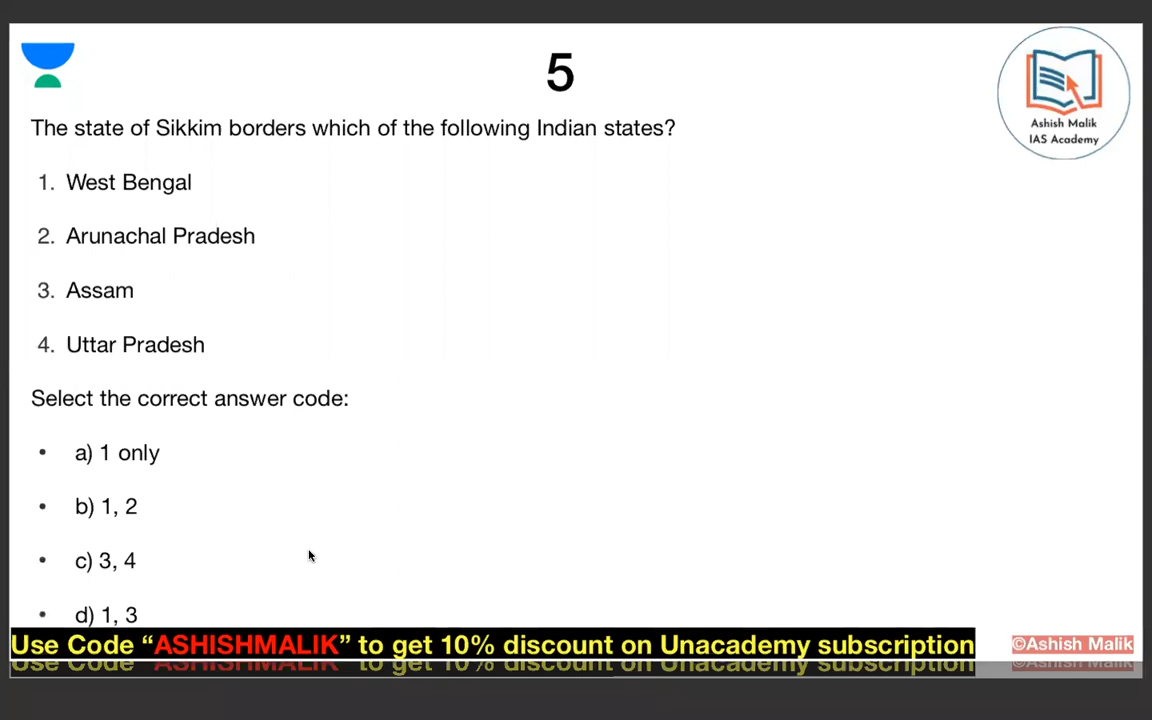 5
Ashish Malik
IAS Academy
The state of Sikkim borders which of the following Indian states?
1. West Bengal
2. Arunachal Pradesh
3. Assam
4. Uttar Pradesh
Select the correct answer code:
• a) 1 only
• b) 1, 2
• c) 3, 4
• d) 1, 3
Use Code “ASHISHMALIK” to get 10% discount on Unacademy subscription
©Ashish Malik